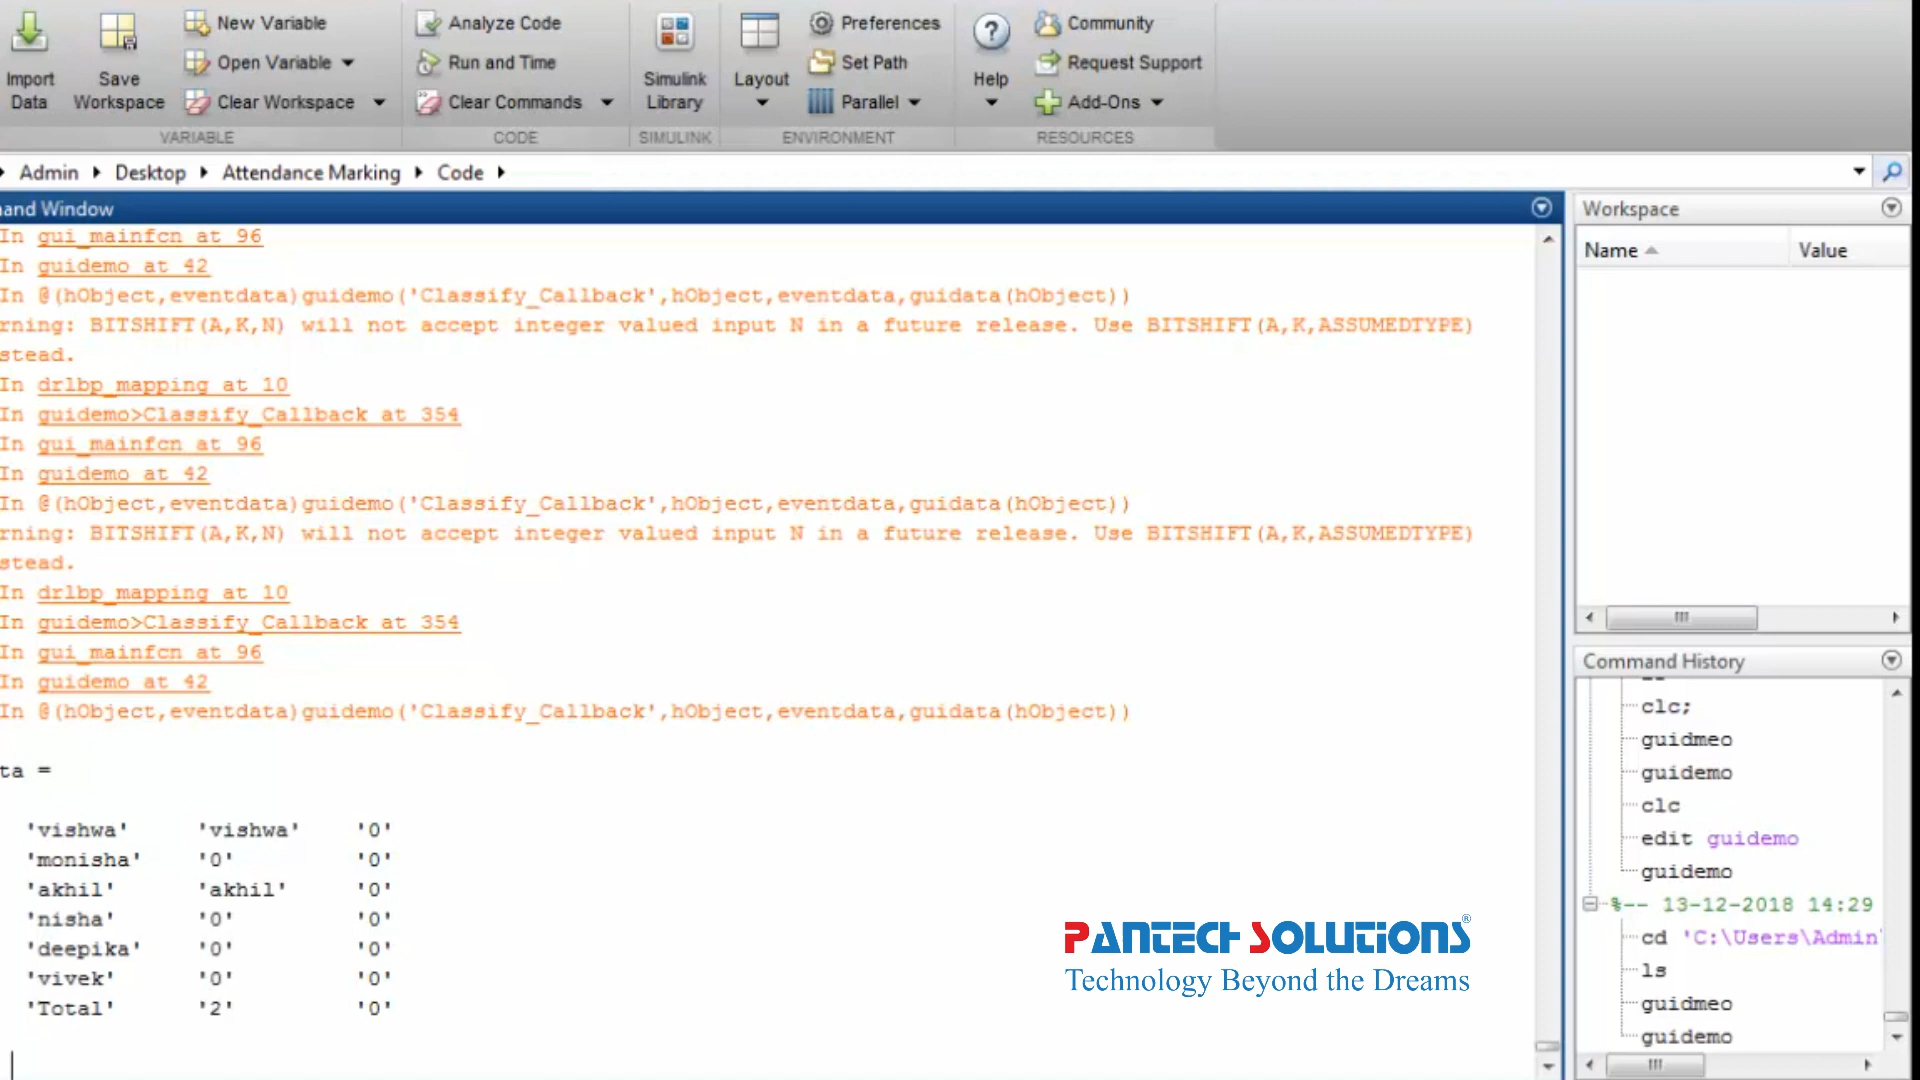 New Variable
Analyze Code
Preferences
Community
Open Variable
Run and Time
Set Path
Request Support
Import
Data
Save
Workspace
Clear Workspace
Clear Commands
Simulink
Library
Layout
Parallel
Help
Add-Ons
VARIABLE
CODE
SIMULINK
ENVIRONMENT
RESOURCES
Admin Desktop Attendance Marking Code
and Window
In gui_mainfcn at 96
In guidemo at 42
In @(hObject,eventdata)guidemo('Classify_Callback',hObject,eventdata,guidata(hObject))
rning: BITSHIFT(A,K,N) will not accept integer valued input N in a future release. Use BITSHIFT(A,K,ASSUMEDTYPE)
stead.
In drlbp_mapping at 10
In guidemo>Classify_Callback at 354
In gui_mainfcn at 96
In guidemo at 42
In @(hObject,eventdata)guidemo('Classify_Callback',hObject,eventdata,guidata(hObject))
rning: BITSHIFT(A,K,N) will not accept integer valued input N in a future release. Use BITSHIFT(A,K,ASSUMEDTYPE)
stead.
In drlbp_mapping at 10
In guidemo>Classify_Callback at 354
In gui_mainfcn at 96
In guidemo at 42
In @(hObject,eventdata)guidemo('Classify_Callback',hObject,eventdata,guidata(hObject))
ta =
'vishwa' 'vishwa' '0'
'monisha' '0' '0'
'akhil' 'akhil' '0'
'nisha' '0' '0'
'deepika' '0' '0'
'vivek' '0' '0'
'Total' '2' '0'
PANTECH SOLUTIONS®
Technology Beyond the Dreams
Workspace
Name Value
Command History
clc;
guidmeo
guidemo
clc
edit guidemo
guidemo
%-- 13-12-2018 14:29
cd 'C:\Users\Admin
ls
guidmeo
guidemo